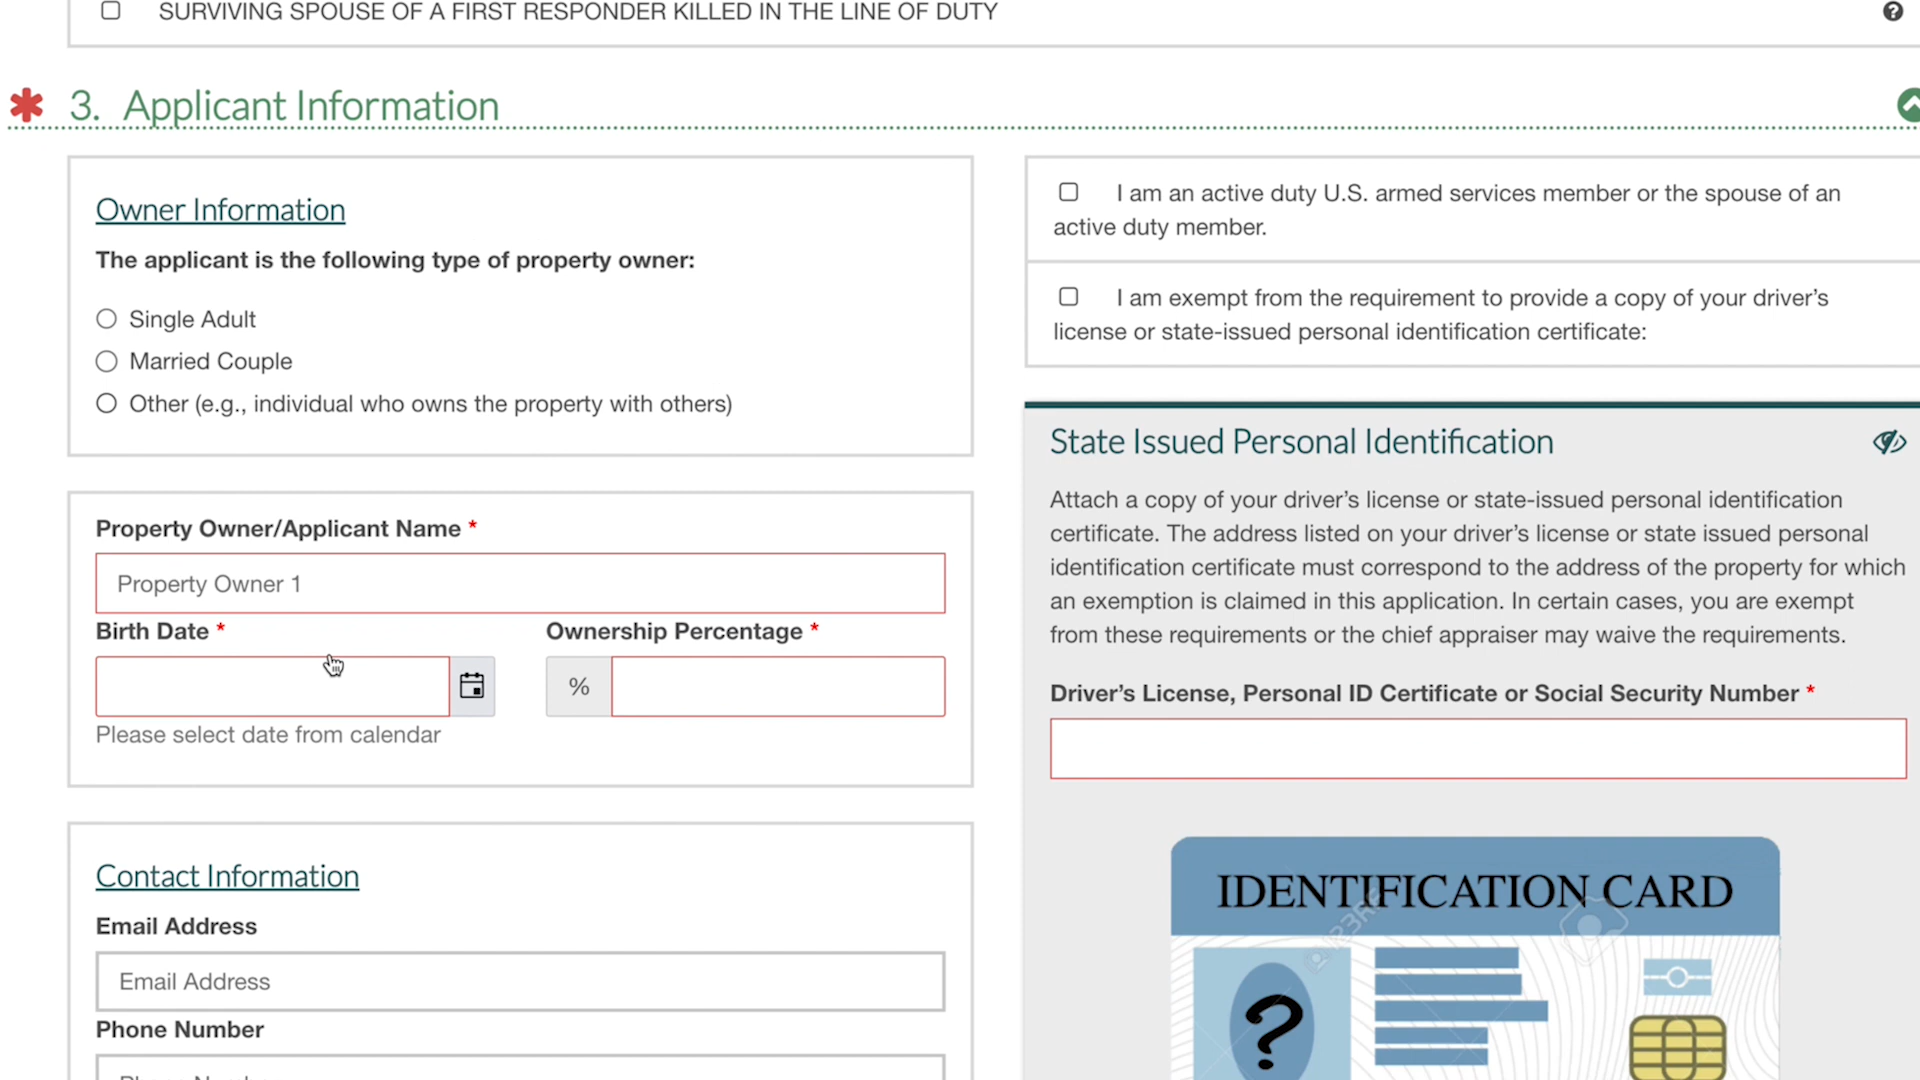 SURVIVING SPOUSE OF A FIRST RESPONDER KILLED IN THE LINE OF DUTY
3. Applicant Information
Owner Information
The applicant is the following type of property owner:
Single Adult
Married Couple
Other (e.g., individual who owns the property with others)
Property Owner/Applicant Name *
Property Owner 1
Birth Date *
Ownership Percentage *
%
Please select date from calendar
Contact Information
Email Address
Email Address
Phone Number
I am an active duty U.S. armed services member or the spouse of an
active duty member.
I am exempt from the requirement to provide a copy of your driver's
license or state-issued personal identification certificate:
State Issued Personal Identification
Attach a copy of your driver's license or state-issued personal identification
certificate. The address listed on your driver's license or state issued personal
identification certificate must correspond to the address of the property for which
an exemption is claimed in this application. In certain cases, you are exempt
from these requirements or the chief appraiser may waive the requirements.
Driver's License, Personal ID Certificate or Social Security Number *
IDENTIFICATION CARD
?
123RF